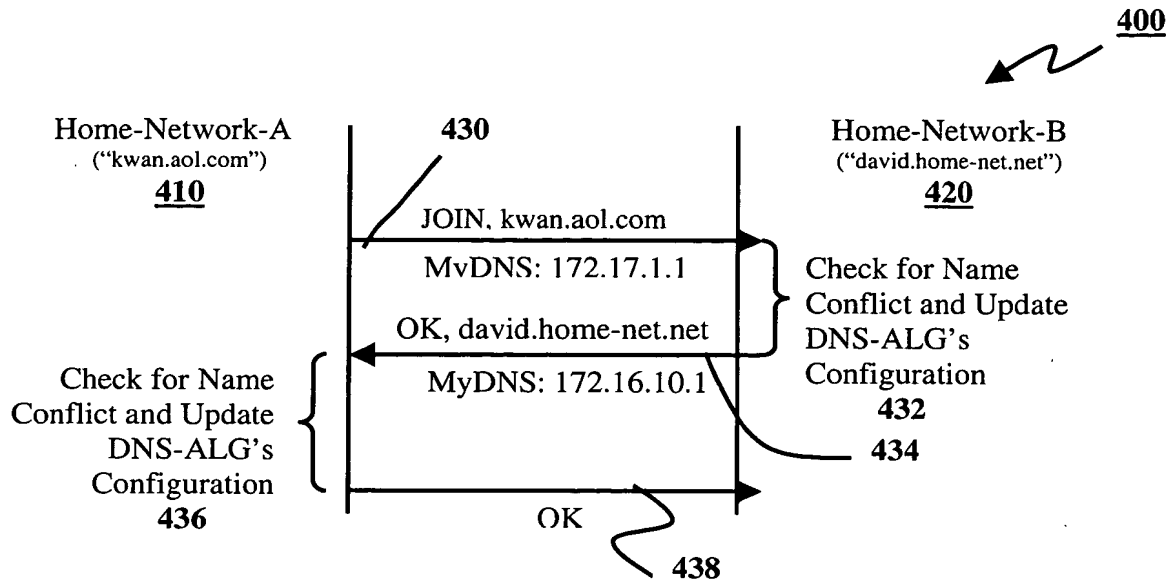 400
Home-Network-A
("kwan.aol.com")
410
430
Home-Network-B
("david.home-net.net")
420
JOIN, kwan.aol.com
MyDNS: 172.17.1.1
Check for Name
Conflict and Update
DNS-ALG's
Configuration
432
OK, david.home-net.net
MyDNS: 172.16.10.1
434
Check for Name
Conflict and Update
DNS-ALG's
Configuration
436
OK
438